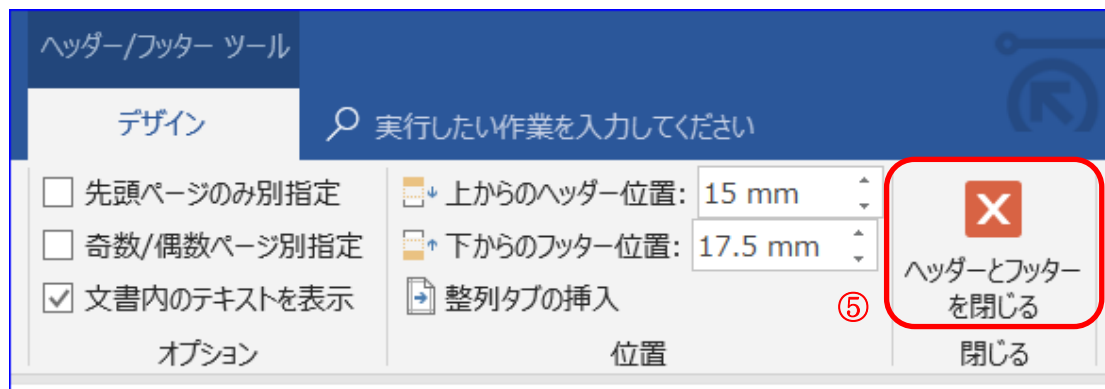 ヘッダー/フッター ツール
デザイン
実行したい作業を入力してください
先頭ページのみ別指定
奇数/偶数ページ別指定
文書内のテキストを表示
オプション
上からのヘッダー位置: 15 mm
下からのフッター位置: 17.5 mm
整列タブの挿入
位置
⑤
ヘッダーとフッター
を閉じる
閉じる